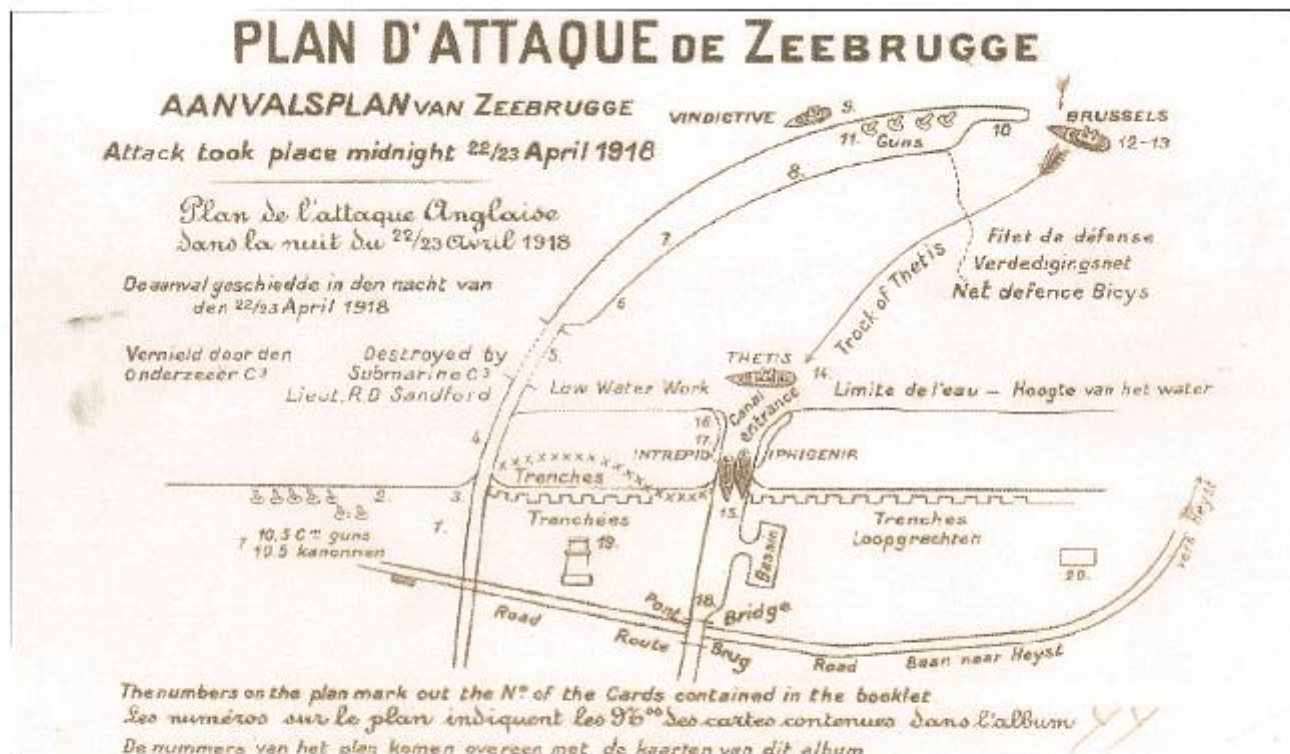 PLAN D'ATTAQUE DE ZEEBRUGGE
AANVALSPLAN VAN ZEEBRUGGE
Attack took place midnight 22/23 April 1918
Plan de l'attaque Anglaise
dans la nuit du 22/23 Avril 1918
De aanval geschiedde in den nacht van
den 22/23 April 1918
Vernield door den
Onderzeeër C3
Destroyed by
Submarine C3
Lieut. R.D Sandford
VINDICTIVE
9.
11. Guns
10
BRUSSELS
12-13
8.
7.
6
5.
Filet de défense
Verdedigingsnet
Net defence Bicys
Track of Thetis
THETIS
14.
Low Water Work
Canal
entrance
Limite de l'eau — Hoogte van het water
16.
17.
4.
INTREPID
IPHIGENIR
Trenches
2.
3.
1.
7 10.5 Cm guns
10.5 kanonnen
Tranchées
19.
15.
Bassin
Trenches
Loopgrachten
20.
verk Heyst
18.
Pont
Bridge
Road
Route
Brug
Road
Baan naar Heyst
The numbers on the plan mark out the No of the Cards contained in the booklet
Les numéros sur le plan indiquent les Nos des cartes contenues dans l'album
De nummers van het plan komen overeen met de kaarten van dit album